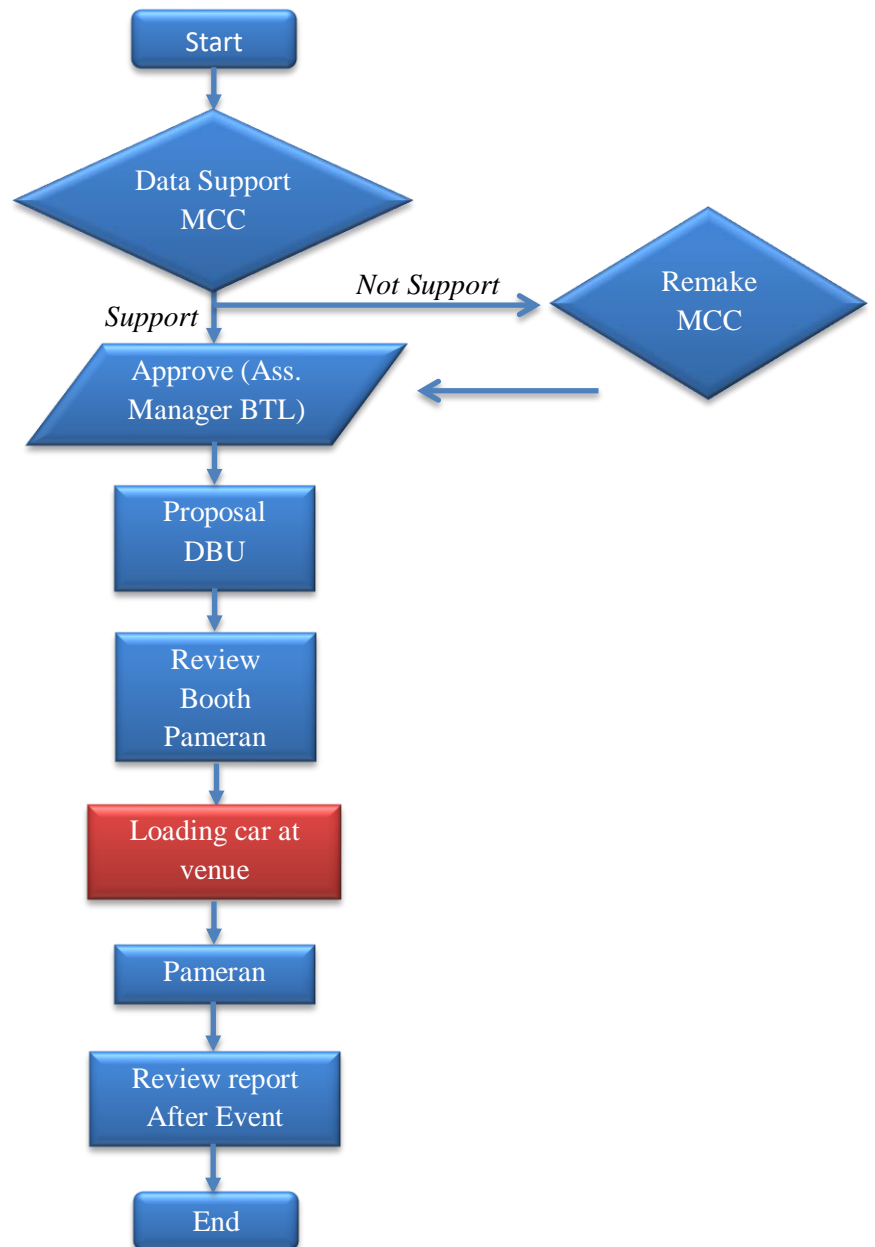 Start
Data Support
MCC
Not Support
Support
Remake
MCC
Approve (Ass.
Manager BTL)
Proposal
DBU
Review
Booth
Pameran
Loading car at
venue
Pameran
Review report
After Event
End